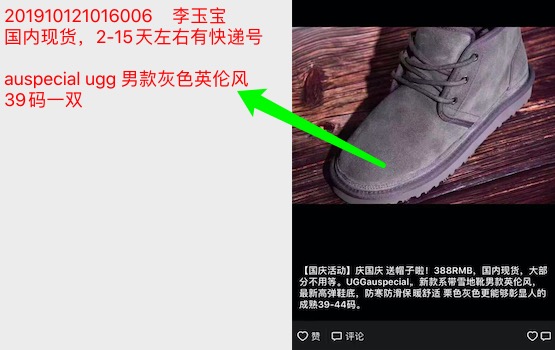 201910121016006 李玉宝
国内现货，2-15天左右有快递号
auspecial ugg 男款灰色英伦风
39码一双
【国庆活动】庆国庆 送帽子啦！388RMB，国内现货，大部
分不用等。UGGauspecial。新款系带雪地靴男款英伦风，
最新高弹鞋底，防寒防滑保暖舒适 栗色灰色更能够彰显人的
成熟39-44码。
赞 评论